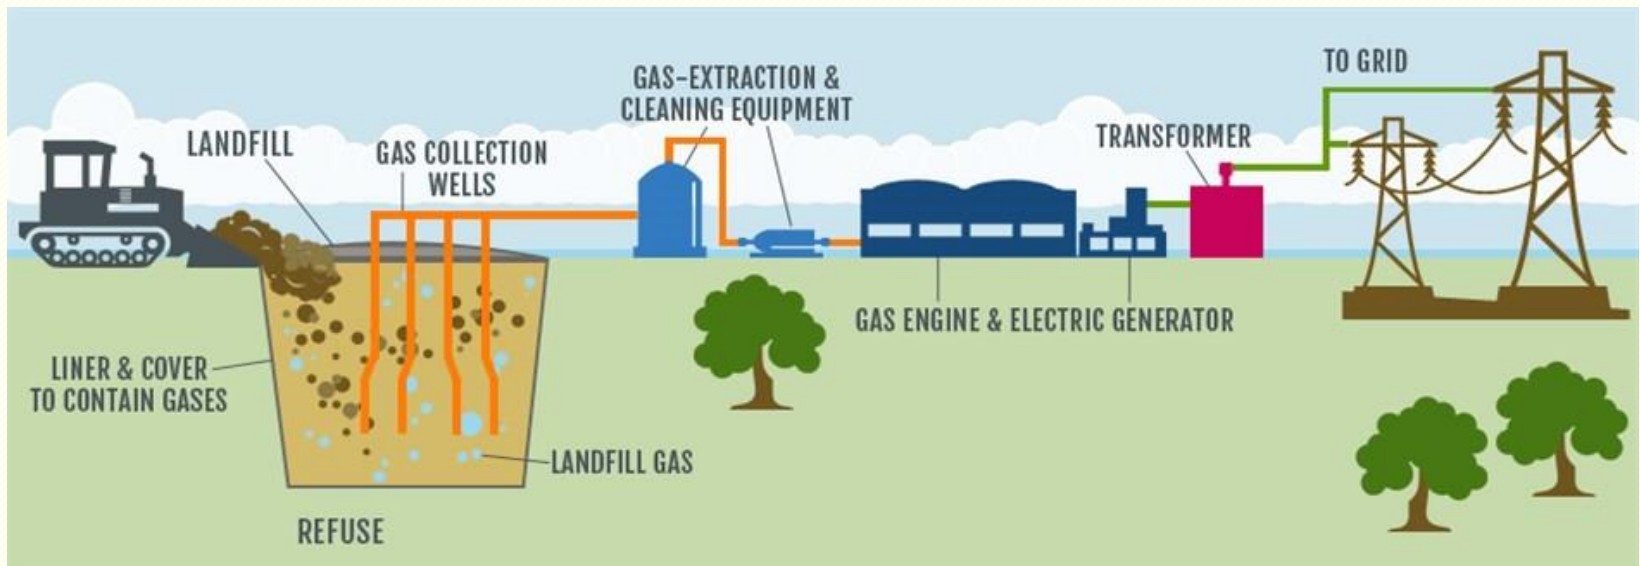 LANDFILL
GAS COLLECTION
WELLS
GAS-EXTRACTION &
CLEANING EQUIPMENT
TRANSFORMER
TO GRID
LINER & COVER
TO CONTAIN GASES
GAS ENGINE & ELECTRIC GENERATOR
LANDFILL GAS
REFUSE